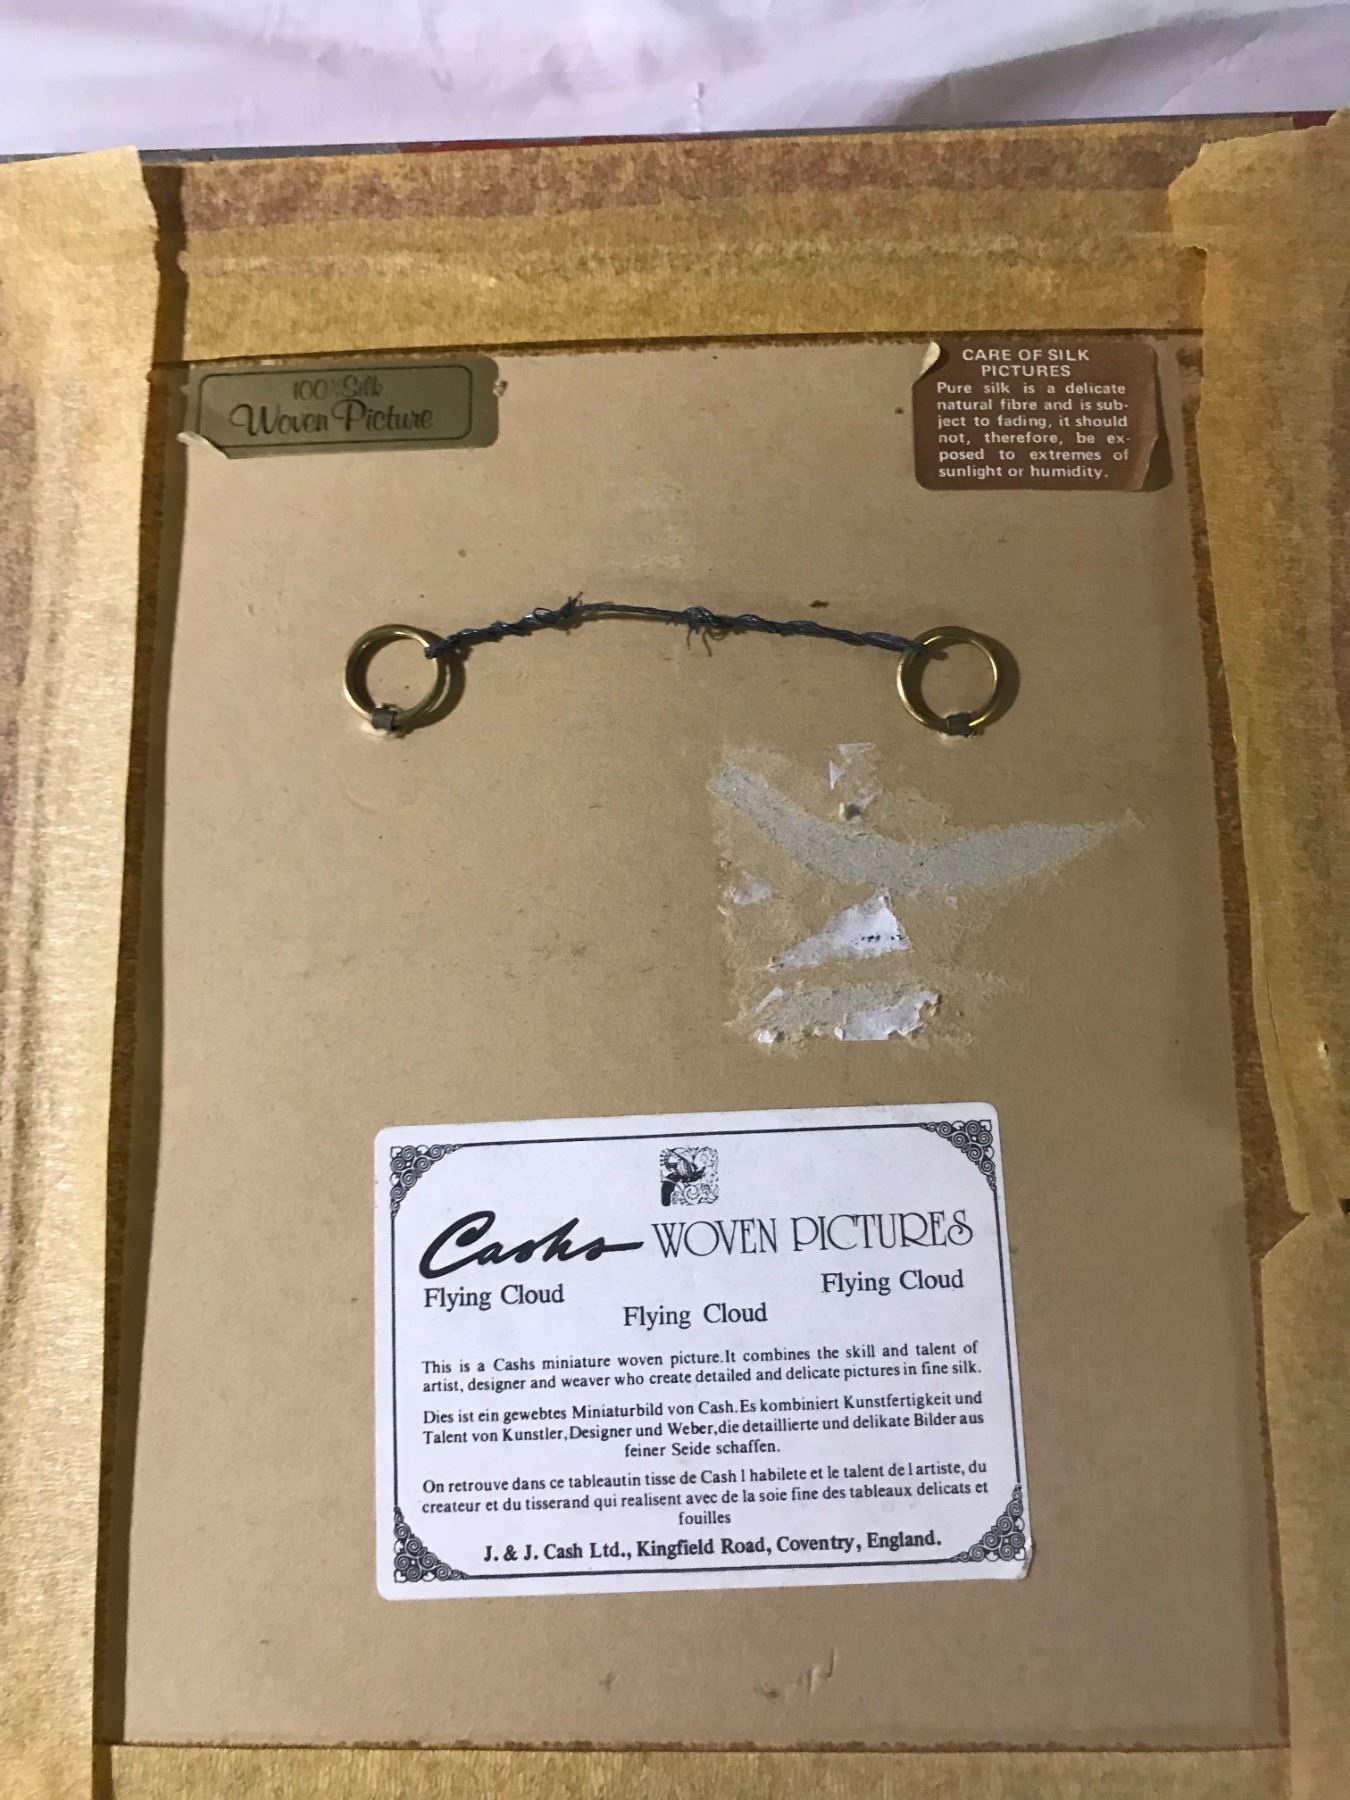 100% Silk
Woven Picture
CARE OF SILK
PICTURES
Pure silk is a delicate
natural fibre and is sub-
ject to fading, it should
not, therefore, be ex-
posed to extremes of
sunlight or humidity.
Cashs WOVEN PICTURES
Flying Cloud
Flying Cloud
Flying Cloud
This is a Cashs miniature woven picture.It combines the skill and talent of
artist, designer and weaver who create detailed and delicate pictures in fine silk.
Dies ist ein gewebtes Miniaturbild von Cash.Es kombiniert Kunstfertigkeit und
Talent von Kunstler,Designer und Weber,die detaillierte und delikate Bilder aus
feiner Seide schaffen.
On retrouve dans ce tableautin tisse de Cash l habilete et le talent de l artiste, du
createur et du tisserand qui realisent avec de la soie fine des tableaux delicats et
fouilles
J. & J. Cash Ltd., Kingfield Road, Coventry, England.